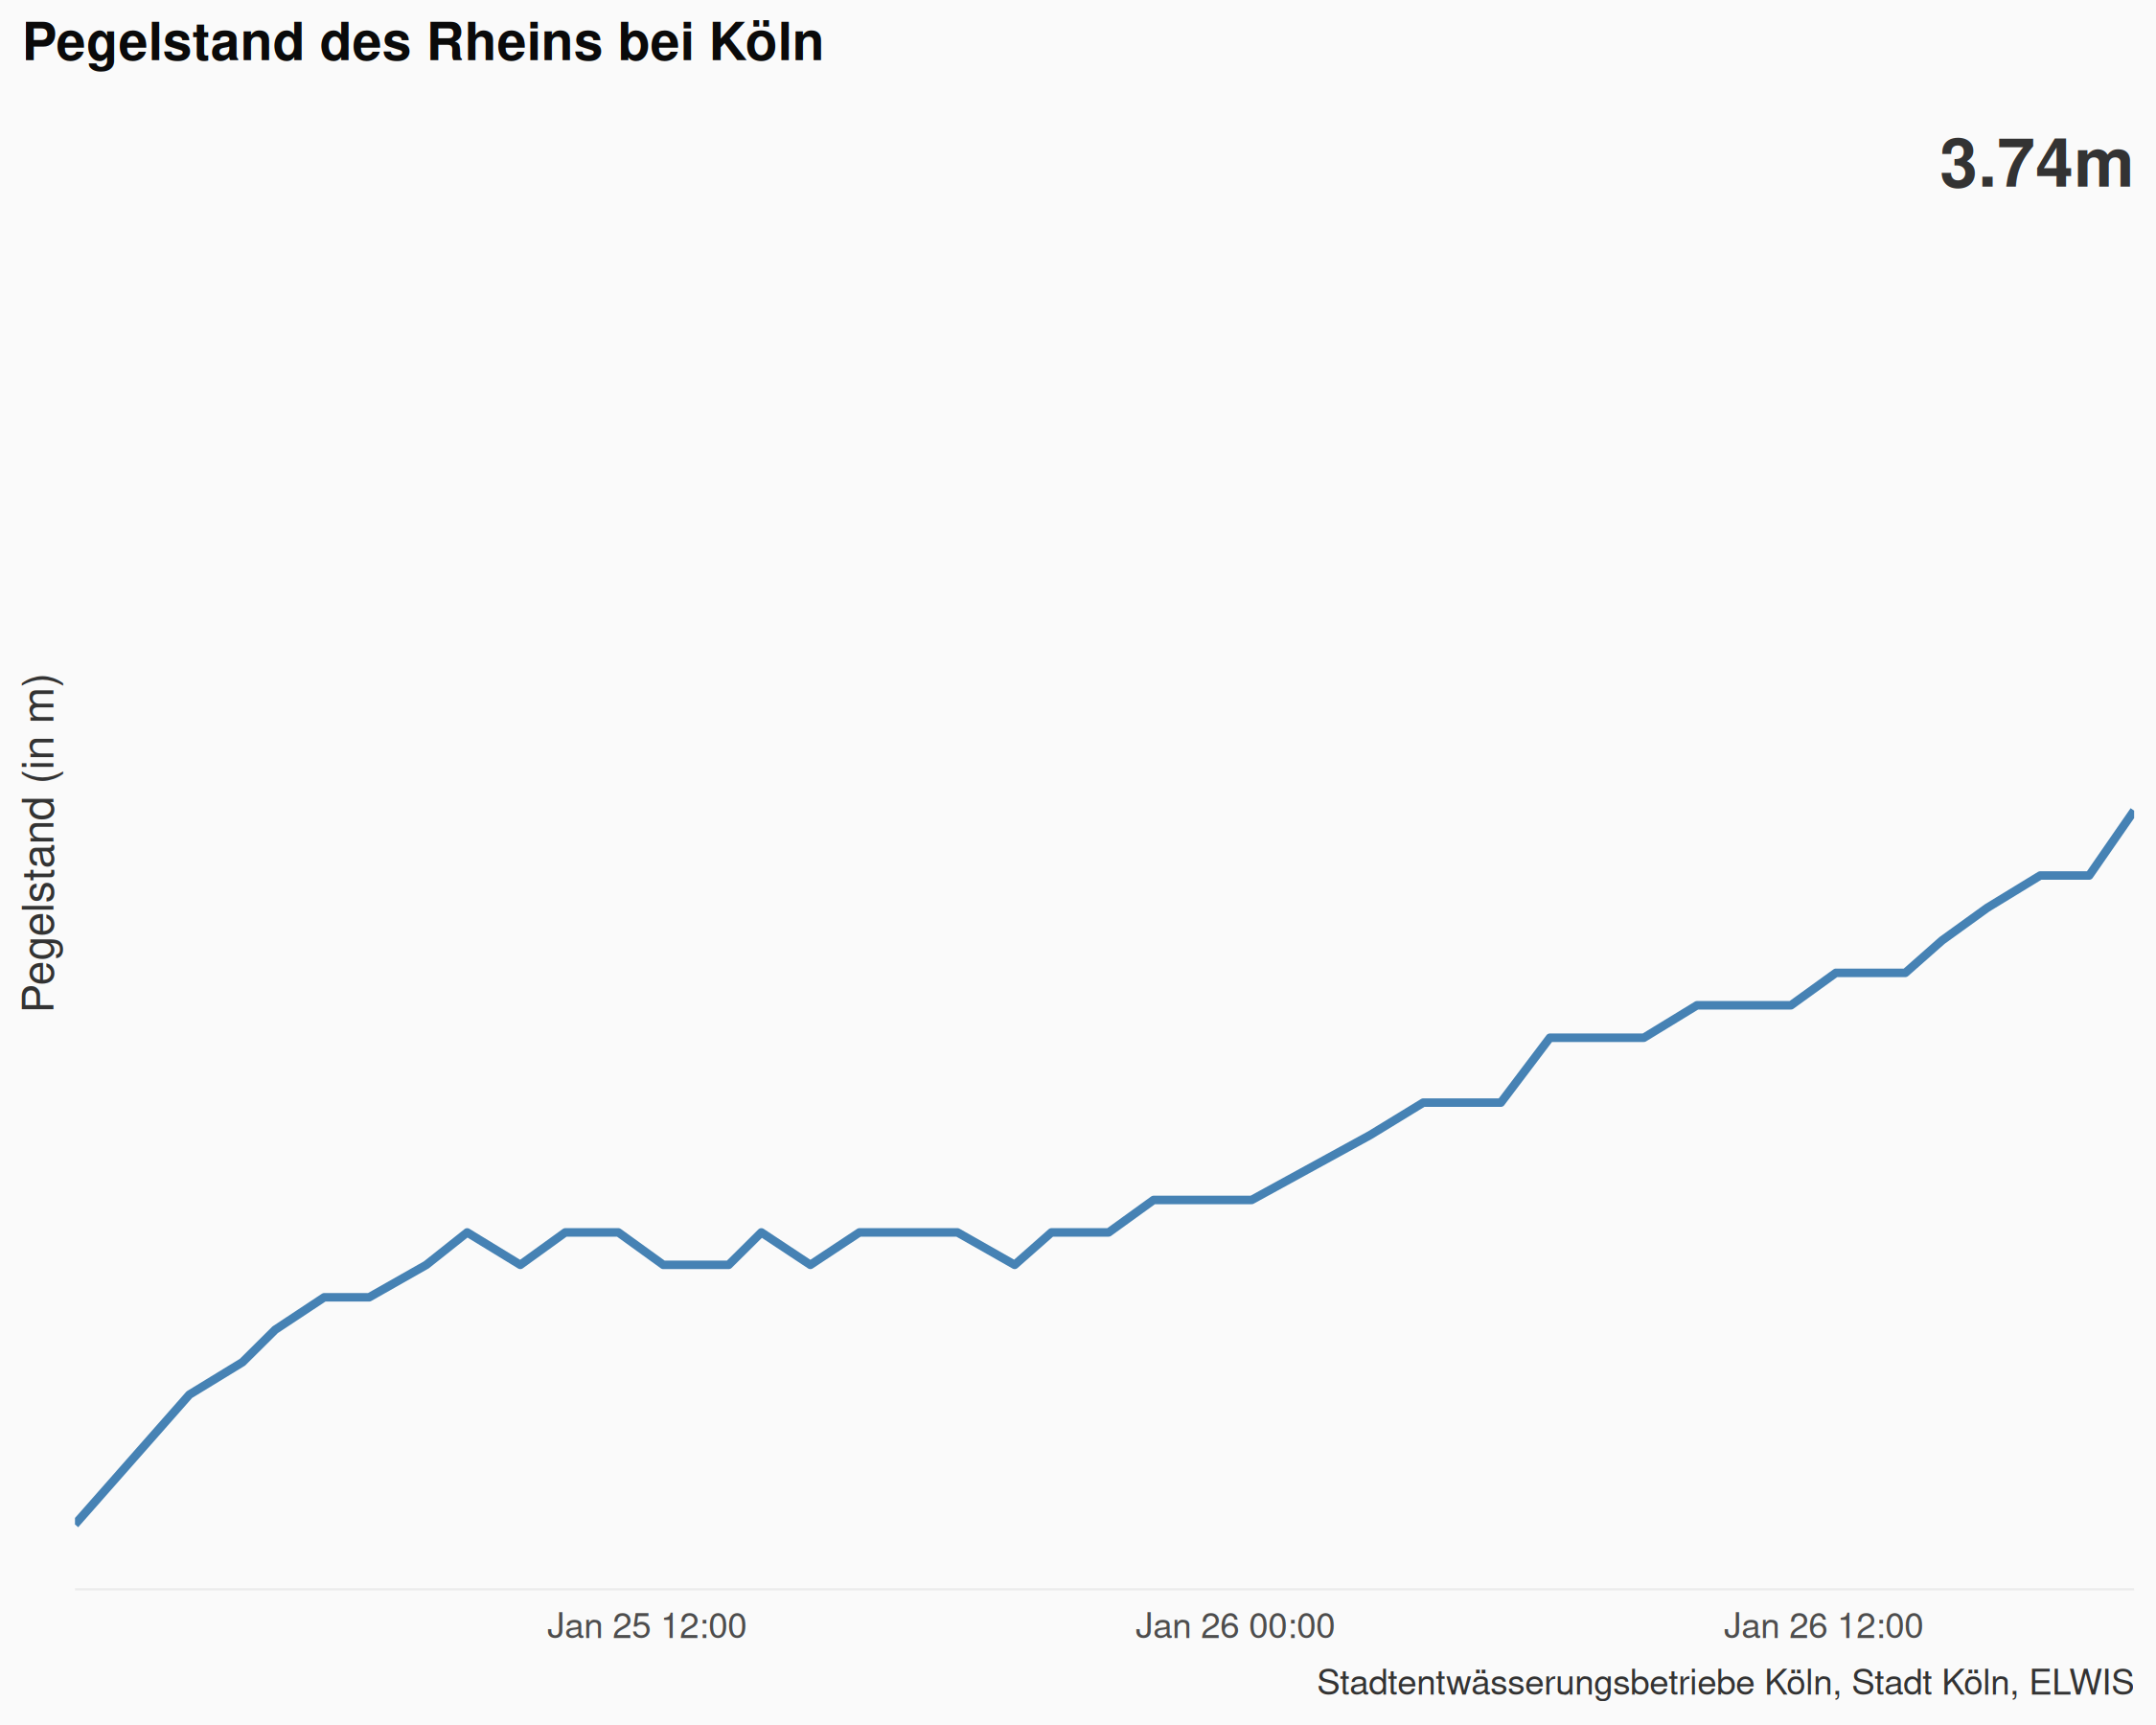 Pegelstand des Rheins bei Köln
3.74m
Pegelstand (in m)
Jan 25 12:00
Jan 26 00:00
Jan 26 12:00
Stadtentwässerungsbetriebe Köln, Stadt Köln, ELWIS